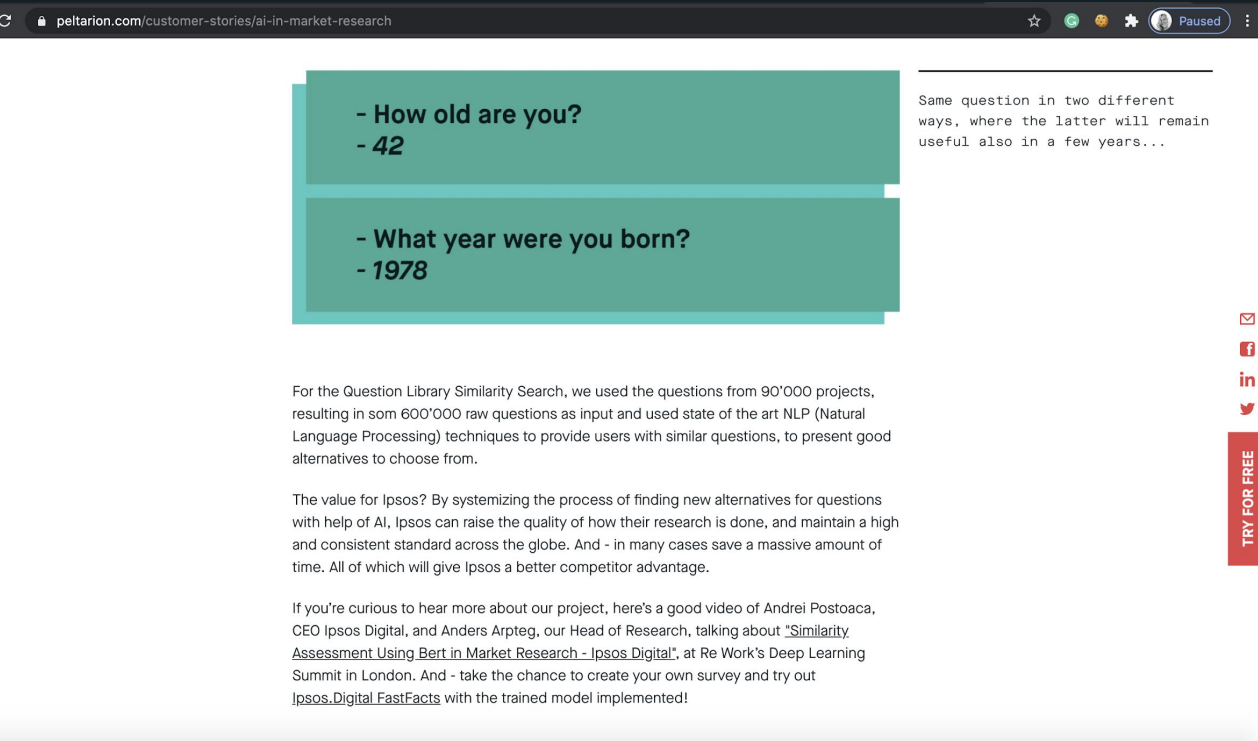 peltarion.com/customer-stories/ai-in-market-research
Paused
- How old are you?
- 42
- What year were you born?
- 1978
Same question in two different
ways, where the latter will remain
useful also in a few years...
For the Question Library Similarity Search, we used the questions from 90’000 projects,
resulting in som 600’000 raw questions as input and used state of the art NLP (Natural
Language Processing) techniques to provide users with similar questions, to present good
alternatives to choose from.
The value for Ipsos? By systemizing the process of finding new alternatives for questions
with help of AI, Ipsos can raise the quality of how their research is done, and maintain a high
and consistent standard across the globe. And - in many cases save a massive amount of
time. All of which will give Ipsos a better competitor advantage.
If you’re curious to hear more about our project, here’s a good video of Andrei Postoaca,
CEO Ipsos Digital, and Anders Arpteg, our Head of Research, talking about "Similarity
Assessment Using Bert in Market Research - Ipsos Digital", at Re Work’s Deep Learning
Summit in London. And - take the chance to create your own survey and try out
Ipsos.Digital FastFacts with the trained model implemented!
TRY FOR FREE